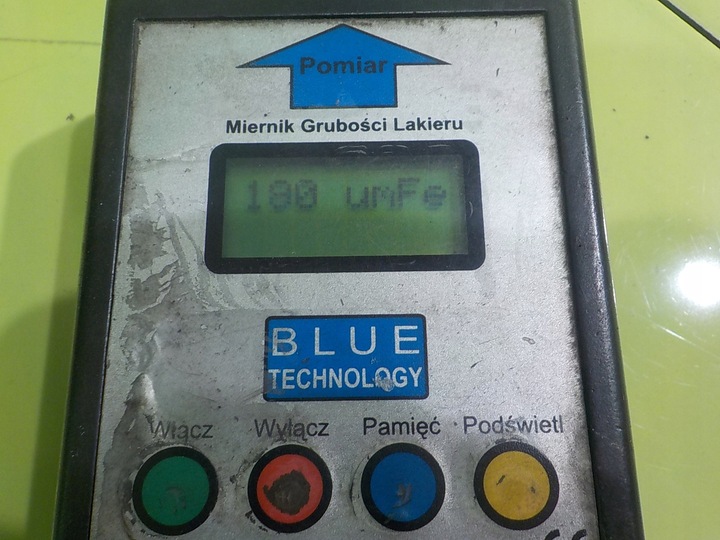 Pomiar
Miernik Grubości Lakieru
180 umFe
BLUE
TECHNOLOGY
Włącz Wyłącz Pamięć Podświetl